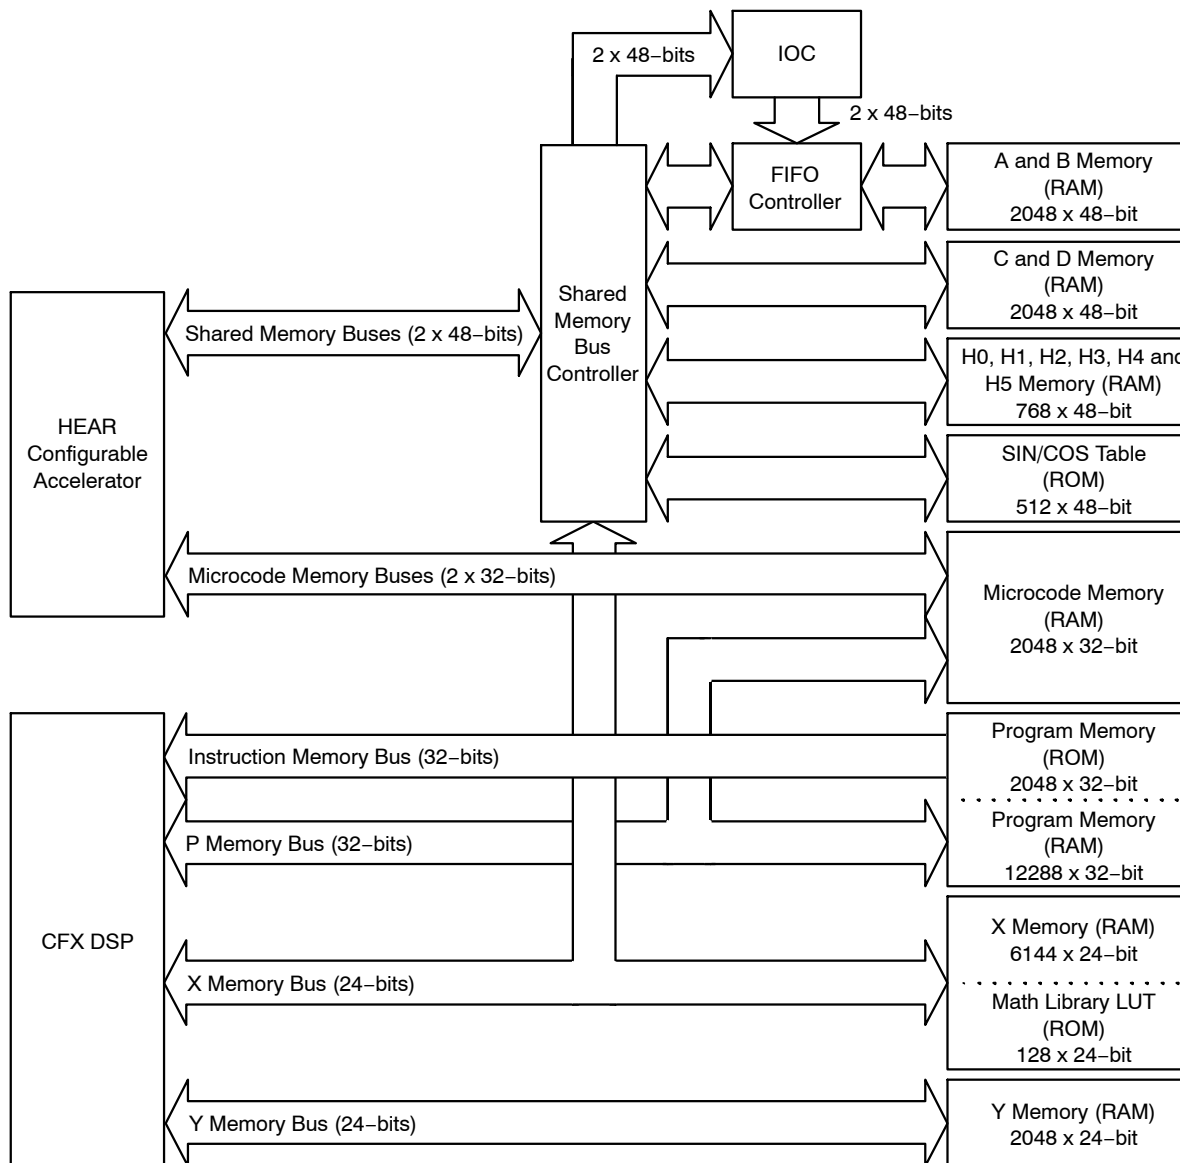 2 x 48−bits
IOC
2 x 48−bits
FIFO
Controller
A and B Memory
(RAM)
2048 x 48−bit
C and D Memory
(RAM)
2048 x 48−bit
Shared
Memory
Bus
Controller
Shared Memory Buses (2 x 48−bits)
H0, H1, H2, H3, H4 and
H5 Memory (RAM)
768 x 48−bit
HEAR
Configurable
Accelerator
SIN/COS Table
(ROM)
512 x 48−bit
Microcode Memory Buses (2 x 32−bits)
Microcode Memory
(RAM)
2048 x 32−bit
Instruction Memory Bus (32−bits)
Program Memory
(ROM)
2048 x 32−bit
P Memory Bus (32−bits)
Program Memory
(RAM)
12288 x 32−bit
CFX DSP
X Memory (RAM)
6144 x 24−bit
X Memory Bus (24−bits)
Math Library LUT
(ROM)
128 x 24−bit
Y Memory Bus (24−bits)
Y Memory (RAM)
2048 x 24−bit